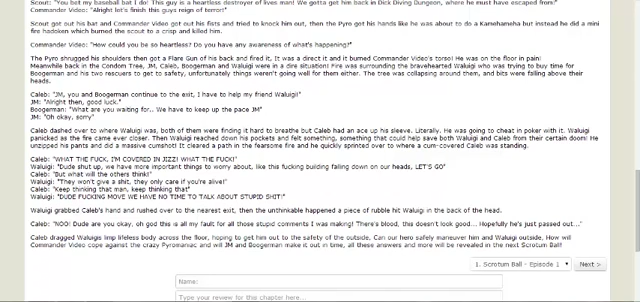 Scout: "You bet my baseball bat I do! This guy is a heartless destroyer of lives man! We gotta get him back in Dick Diving Dungeon, where he must have escaped from!"
Commander Video: "Alright let's finish this guys reign of terror!"
Scout got out his bat and Commander Video got out his fists and tried to knock him out, then the Pyro got his hands like he was about to do a Kamehameha but instead he did a mini
fire hadoken which burned the scout to a crisp and killed him.
Commander Video: "How could you be so heartless? Do you have any awareness of what's happening?"
The Pyro shrugged his shoulders then got a Flare Gun of his back and fired it, It was a direct it and it burned Commander Video's torso! He was on the floor in pain!
Meanwhile back in the Condom Tree, JM, Caleb, Boogerman and Waluigi were in a dire situation! Fire was surrounding the bravehearted Waluigi who was trying to buy time for
Boogerman and his two rescuers to get to safety, unfortunately things weren't going well for them either. The tree was collapsing around them, and bits were falling above their
heads.
Caleb: "JM, you and Boogerman continue to the exit, I have to help my friend Waluigi!"
JM: "Alright then, good luck."
Boogerman: "What are you waiting for.. We have to keep up the pace JM"
JM: "Oh okay, sorry"
Caleb dashed over to where Waluigi was, both of them were finding it hard to breathe but Caleb had an ace up his sleeve. Literally. He was going to cheat in poker with it. Waluigi
panicked as the fire came ever closer. Then Waluigi reached down his pockets and felt something, something that could help save both Waluigi and Caleb from their certain doom! He
unzipped his pants and did a massive cumshot! It cleared a path in the fearsome fire and he quickly sprinted over to where a cum-covered Caleb was standing.
Caleb: "WHAT THE FUCK, I'M COVERED IN JIZZ! WHAT THE FUCK!"
Waluigi: "Dude shut up, we have more important things to worry about, like this fucking building falling down on our heads, LET'S GO"
Caleb: "But what will the others think!"
Waluigi: "They won't give a shit, they only care if you're alive!"
Caleb: "Keep thinking that man, keep thinking that"
Waluigi: "DUDE FUCKING MOVE WE HAVE NO TIME TO TALK ABOUT STUPID SHIT!"
Waluigi grabbed Caleb's hand and rushed over to the nearest exit, then the unthinkable happened a piece of rubble hit Waluigi in the back of the head.
Caleb: "NOO! Dude are you okay, oh god this is all my fault for all those stupid comments I was making! There's blood, this doesn't look good... Hopefully he's just passed out..."
Caleb dragged Waluigis limp lifeless body across the floor, hoping to get him out to the safety of the outside, Can our hero safely maneuver him and Waluigi outside, How will
Commander Video cope against the crazy Pyromaniac and will JM and Boogerman make it out in time, all these answers and more will be revealed in the next Scrotum Ball!
1. Scrotum Ball - Episode 1 Next >
Name:
Type your review for this chapter here...